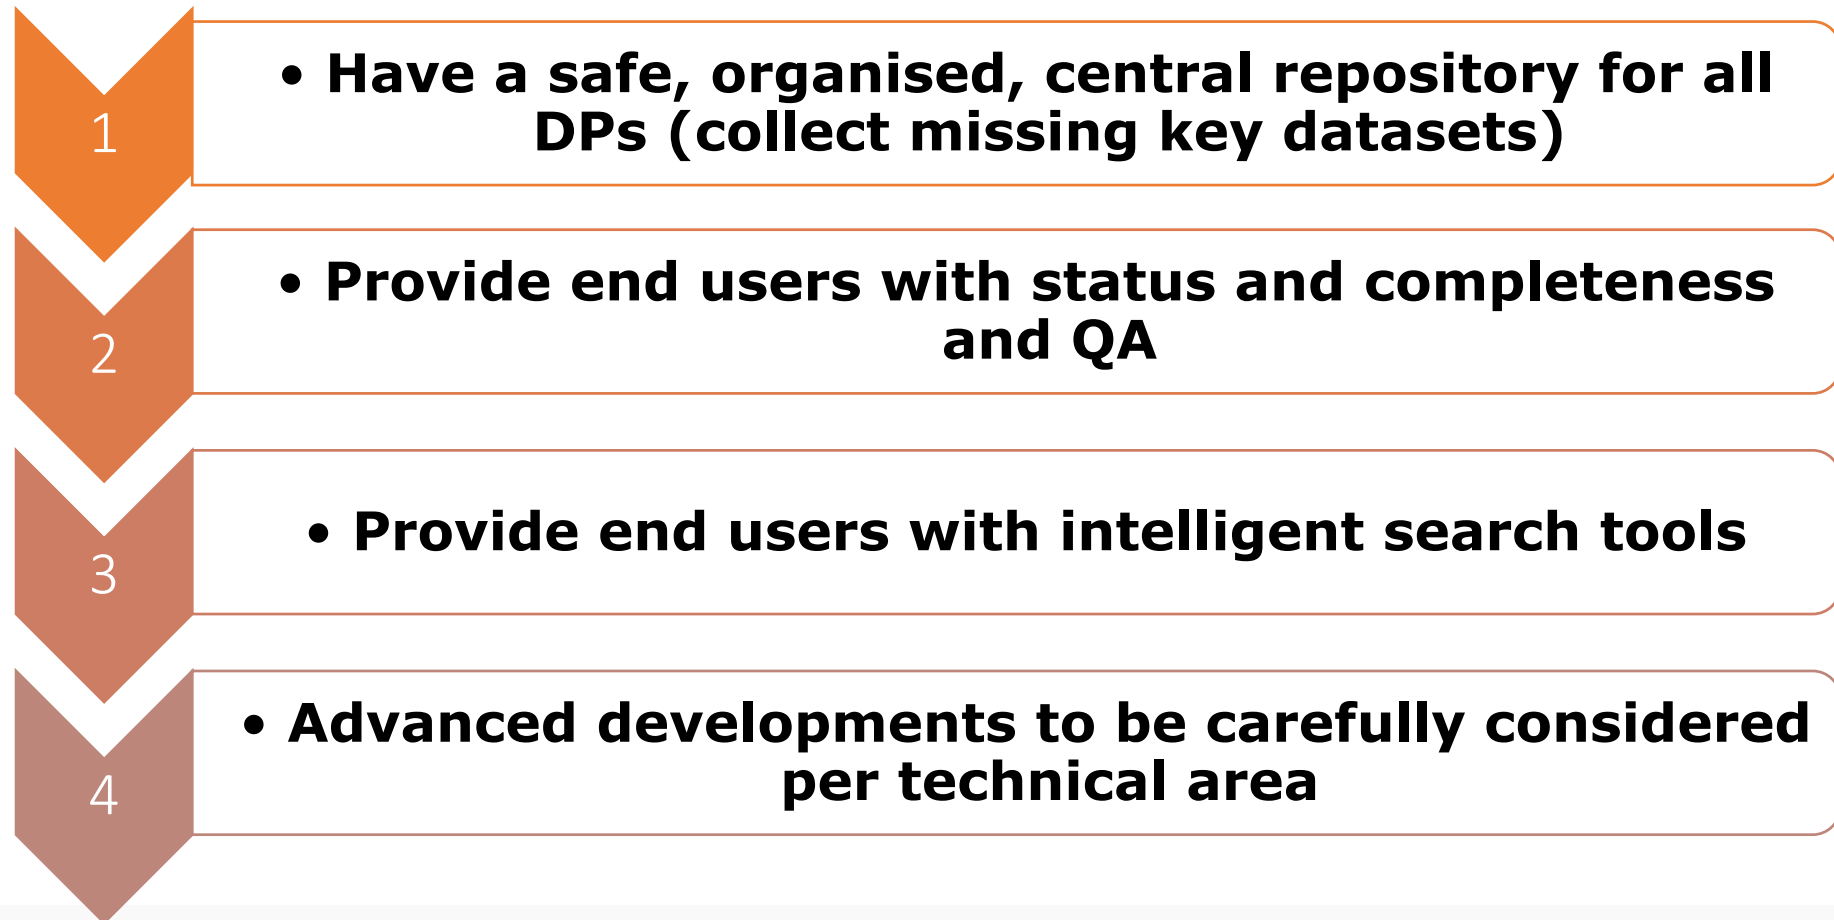 1
• Have a safe, organised, central repository for all
DPs (collect missing key datasets)
2
• Provide end users with status and completeness
and QA
3
• Provide end users with intelligent search tools
4
• Advanced developments to be carefully considered
per technical area